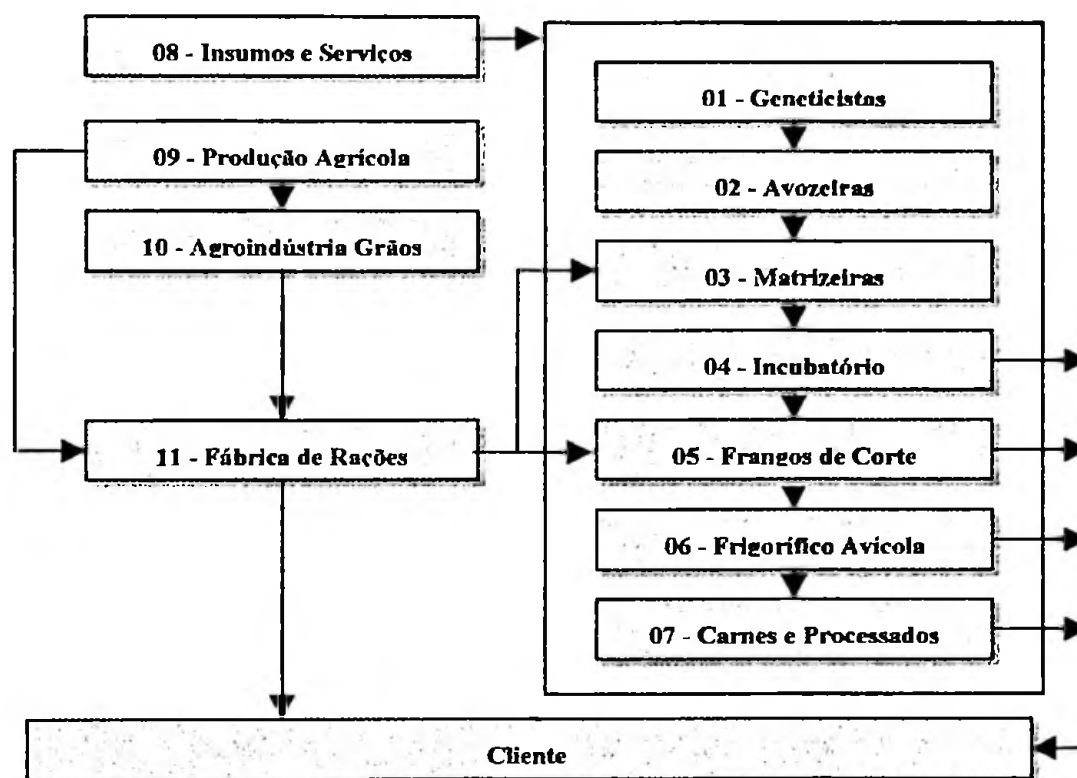 08 - Insumos e Serviços
01 - Geneticistas
09 - Produção Agrícola
02 - Avozeiras
10 - Agroindústria Grãos
03 - Matrizeiras
04 - Incubatório
11 - Fábrica de Rações
05 - Frangos de Corte
06 - Frigorífico Avícola
07 - Carnes e Processados
Cliente